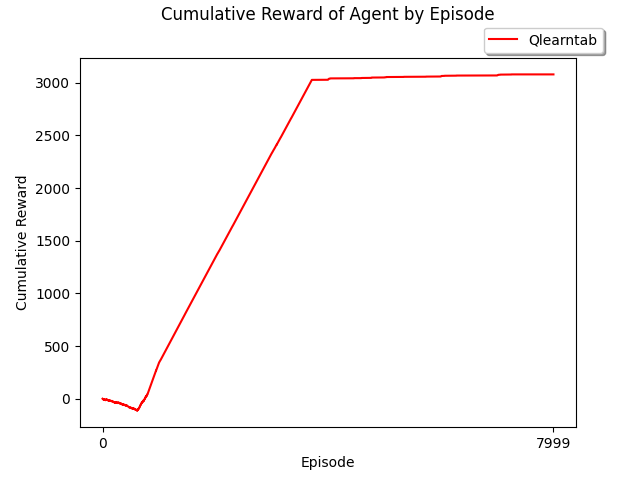 Cumulative Reward of Agent by Episode
Qlearntab
3000
2500
2000
1500
1000
500
0
Cumulative Reward
0
7999
Episode